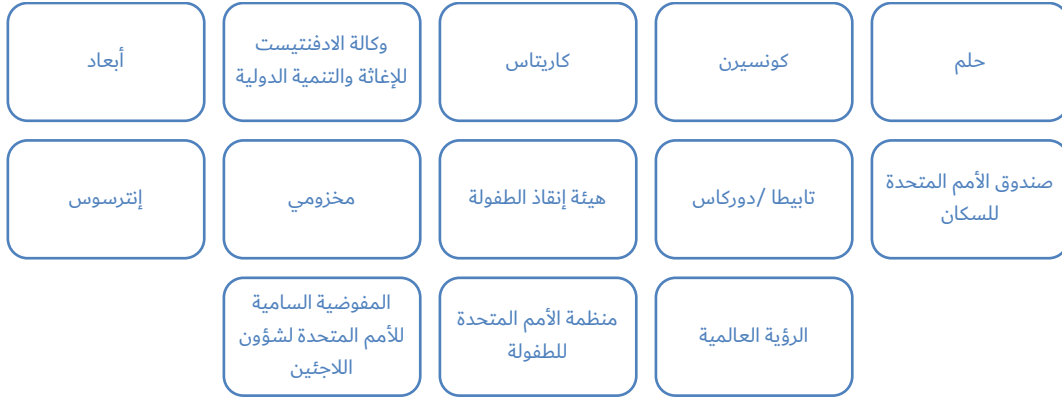 حلم
كونسيرن
كاريتاس
وكالة الادفنتيست
للإغاثة والتنمية الدولية
أبعاد
صندوق الأمم المتحدة
للسكان
تابيطا /دوركاس
هيئة إنقاذ الطفولة
مخزومي
إنترسوس
الرؤية العالمية
منظمة الأمم المتحدة
للطفولة
المفوضية السامية
للأمم المتحدة لشؤون
اللاجئين